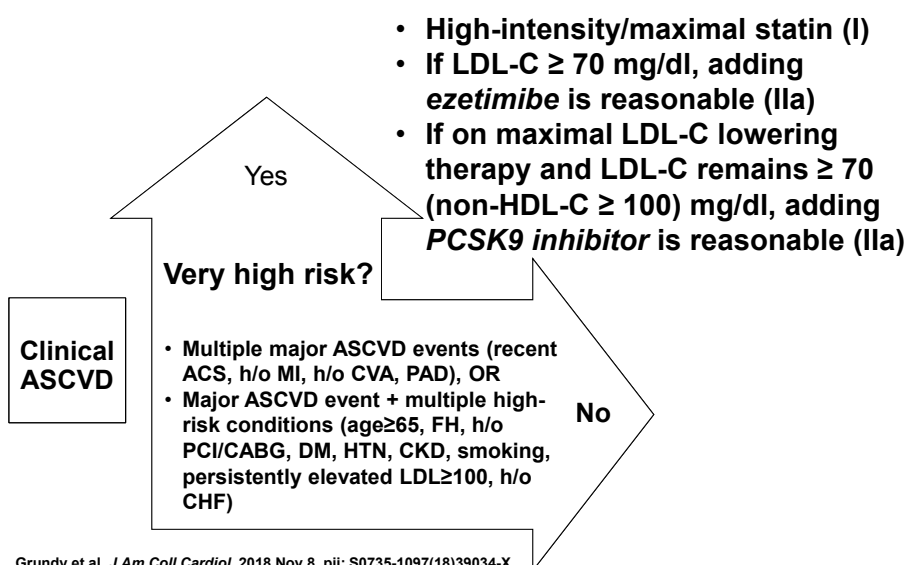 • High-intensity/maximal statin (I)
• If LDL-C ≥ 70 mg/dl, adding
ezetimibe is reasonable (IIa)
• If on maximal LDL-C lowering
therapy and LDL-C remains ≥ 70
(non-HDL-C ≥ 100) mg/dl, adding
PCSK9 inhibitor is reasonable (IIa)
Yes
Very high risk?
Clinical
ASCVD
• Multiple major ASCVD events (recent
ACS, h/o MI, h/o CVA, PAD), OR
• Major ASCVD event + multiple high-
risk conditions (age≥65, FH, h/o
PCI/CABG, DM, HTN, CKD, smoking,
persistently elevated LDL≥100, h/o
CHF)
No
Grundy et al. J Am Coll Cardiol. 2018 Nov 8. pii: S0735-1097(18)39034-X.